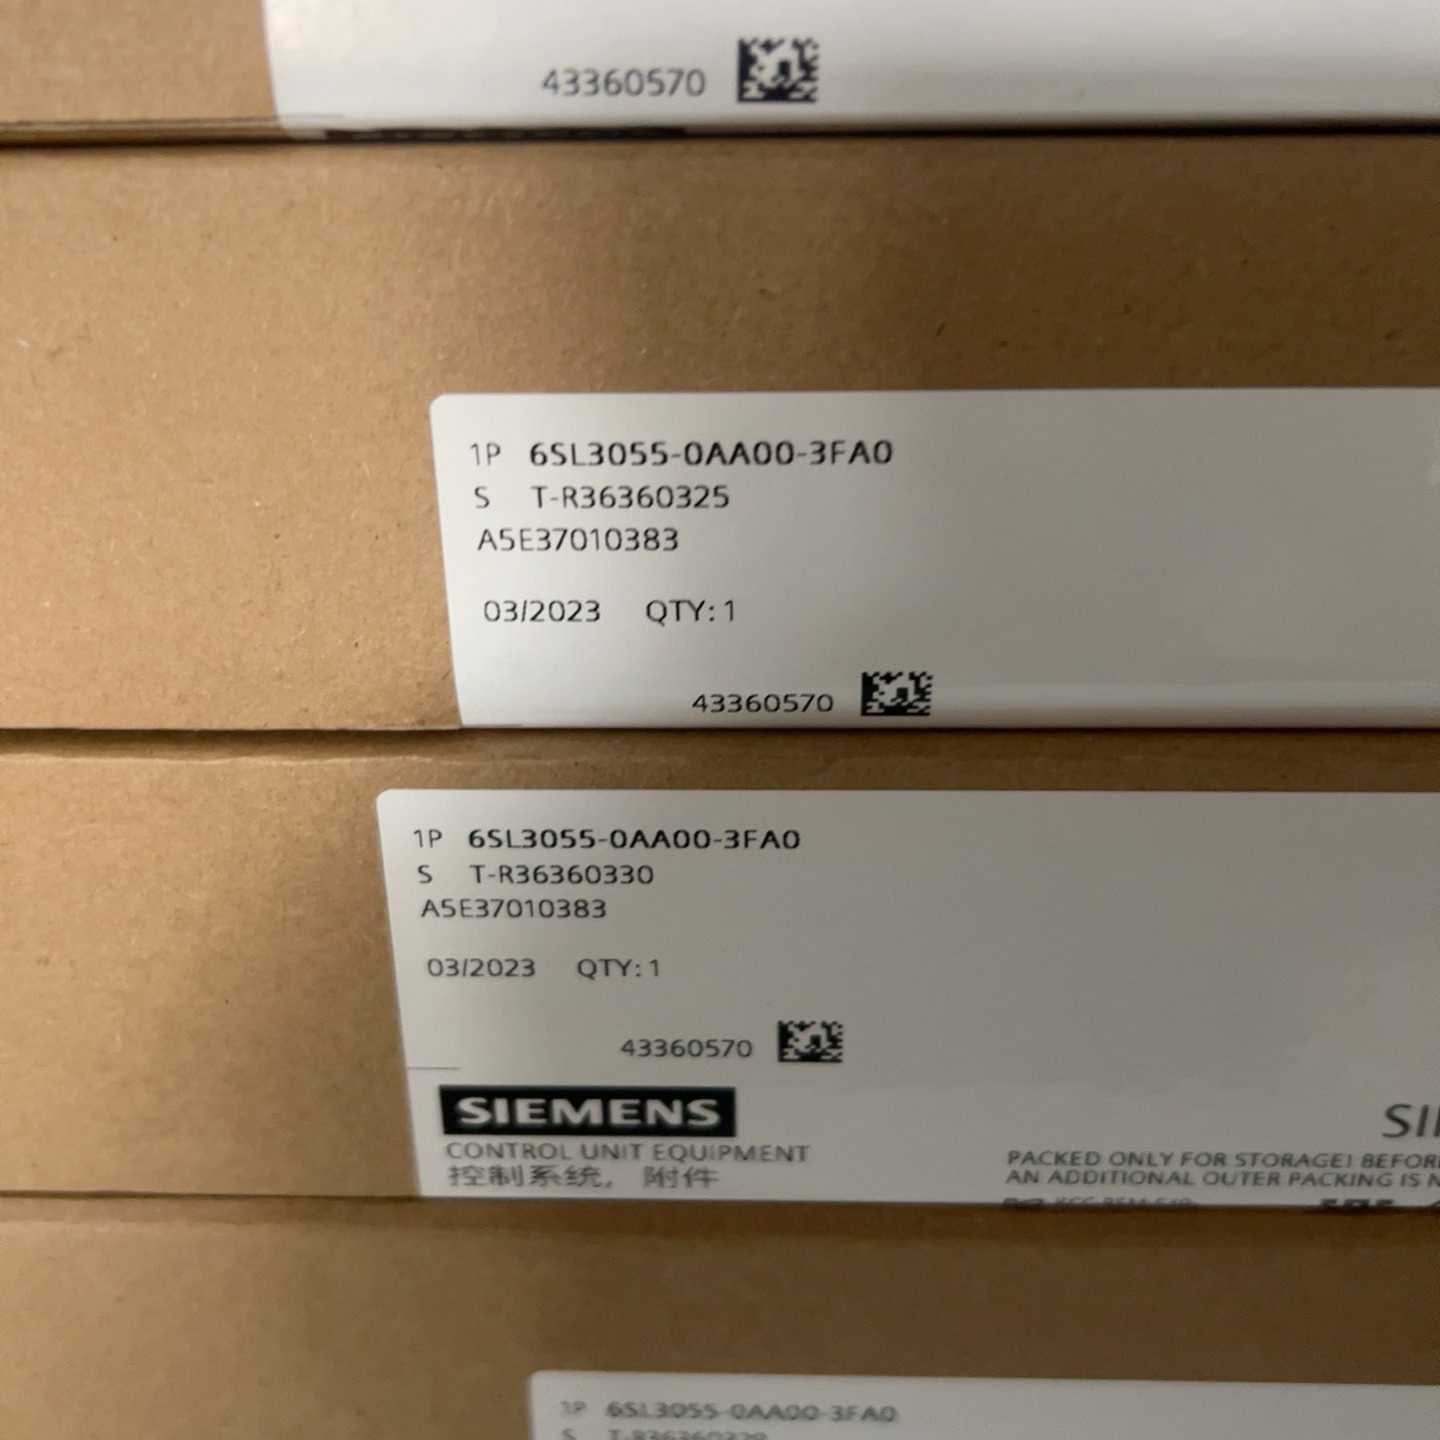 43360570
1P 6SL3055-0AA00-3FA0
S T-R36360325
A5E37010383
03/2023 QTY: 1
43360570
1P 6SL3055-0AA00-3FA0
S T-R36360330
A5E37010383
03/2023 QTY: 1
43360570
SIEMENS
CONTROL UNIT EQUIPMENT
控制系统, 附件
PACKED ONLY FOR STORAGE! BEFOR
AN ADDITIONAL OUTER PACKING IS
1P 6SL3055-0AA00-3FA0
S